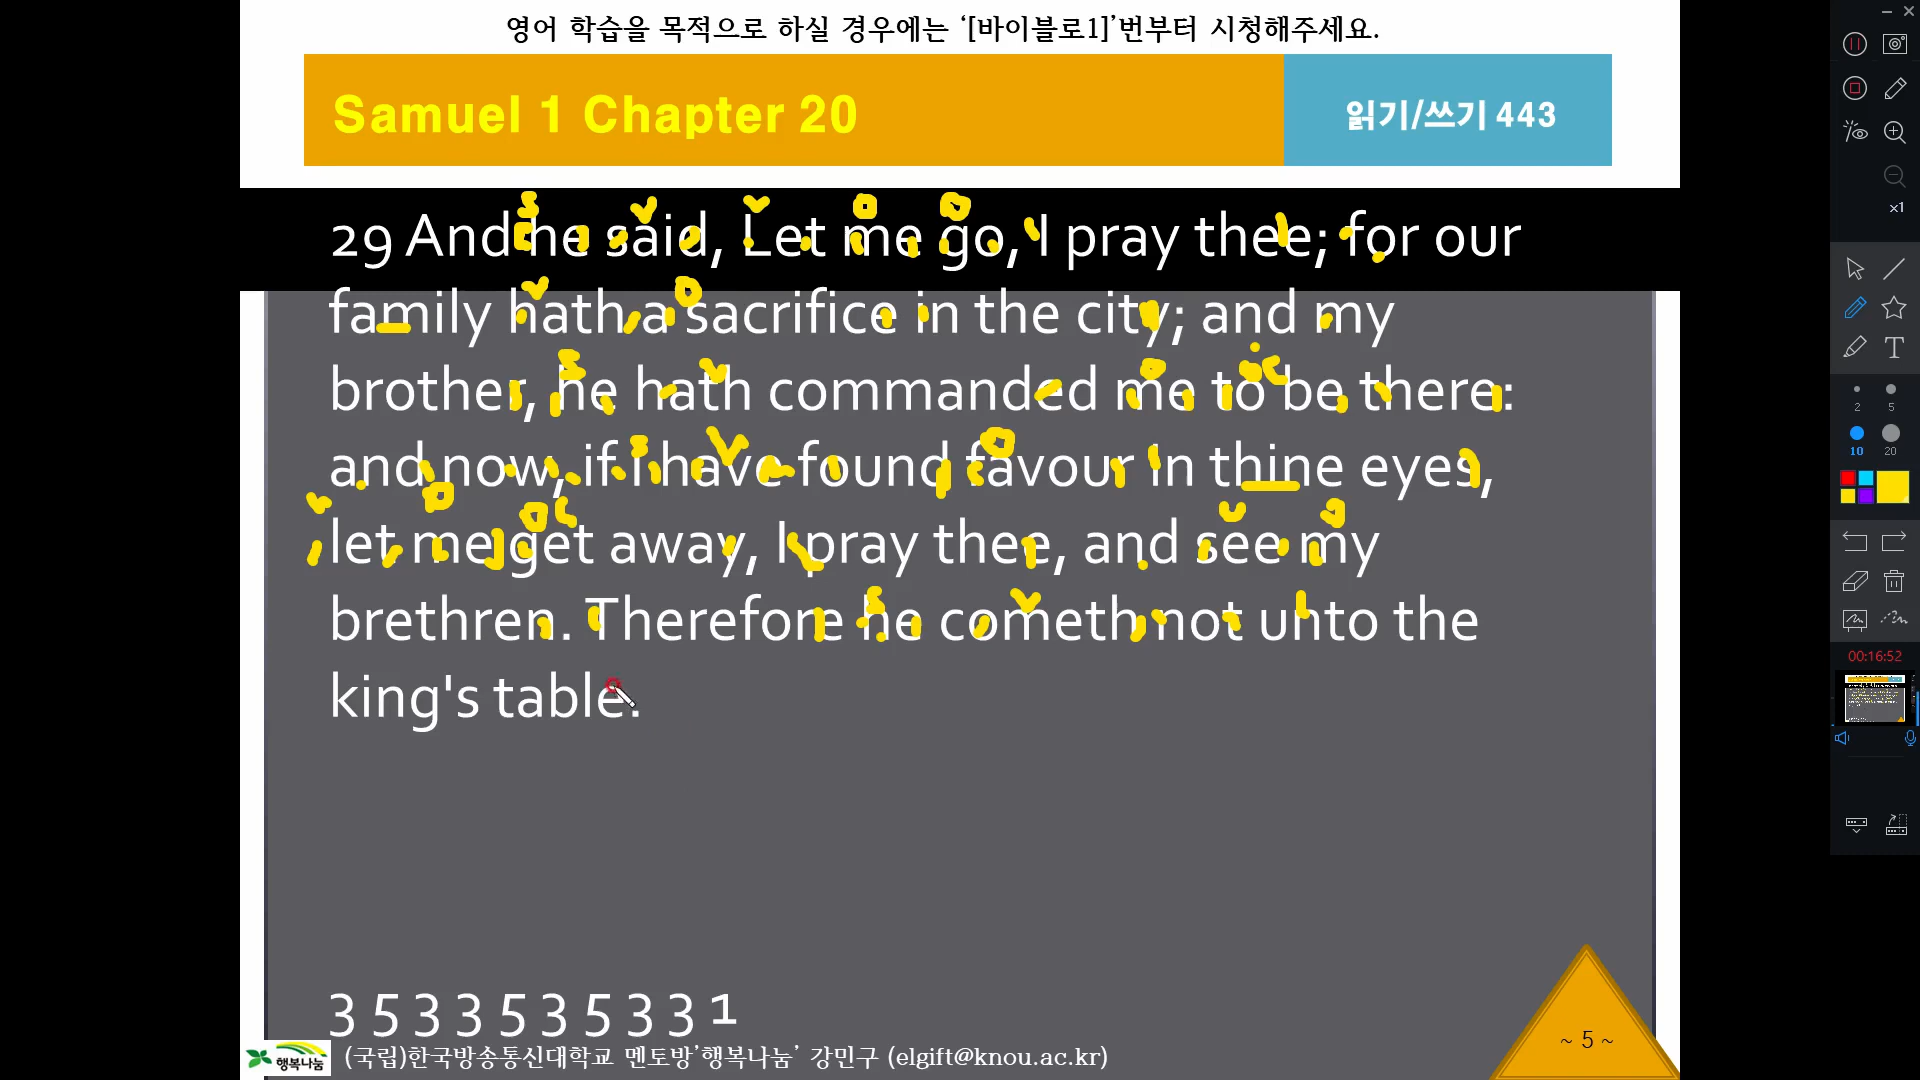 영어 학습을 목적으로 하실 경우에는 ‘[바이블로1]’번부터 시청해주세요.
Samuel 1 Chapter 20
읽기/쓰기 443
29 And he said, Let me go, I pray thee; for our
family hath a sacrifice in the city; and my
brother, he hath commanded me to be there:
and now, if I have found favour in thine eyes,
let me get away, I pray thee, and see my
brethren. Therefore he cometh not unto the
king's table.
3 5 3 3 5 3 5 3 3 1
행복나눔
(국립)한국방송통신대학교 멘토방’행복나눔’ 강민구 (elgift@knou.ac.kr)
~ 5 ~
x1
T
2 5
10 20
00:16:52